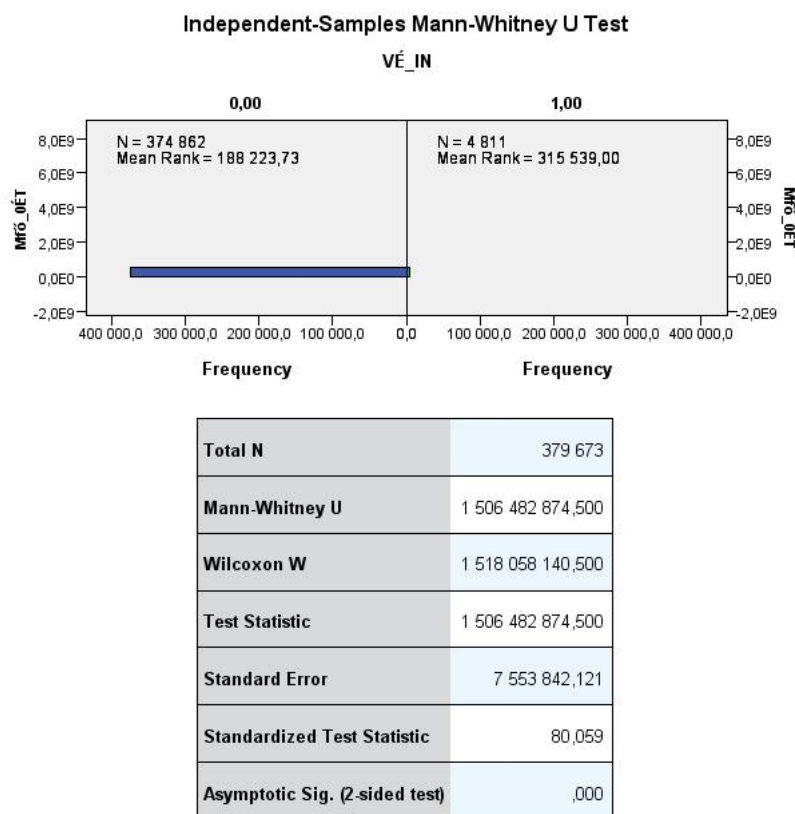 Independent-Samples Mann-Whitney U Test
VÉ_IN
0,00 1,00
N = 374 862
Mean Rank = 188 223,73
N = 4 811
Mean Rank = 315 539,00
8,0E9
6,0E9
4,0E9
2,0E9
0,0E0
-2,0E9
Mfő_0ÉT
8,0E9
6,0E9
4,0E9
2,0E9
0,0E0
-2,0E9
Mfő_0ÉT
400 000,0 300 000,0 200 000,0 100 000,0 0,0 100 000,0 200 000,0 300 000,0 400 000,0
Frequency Frequency
Total N 379 673
Mann-Whitney U 1 506 482 874,500
Wilcoxon W 1 518 058 140,500
Test Statistic 1 506 482 874,500
Standard Error 7 553 842,121
Standardized Test Statistic 80,059
Asymptotic Sig. (2-sided test) ,000